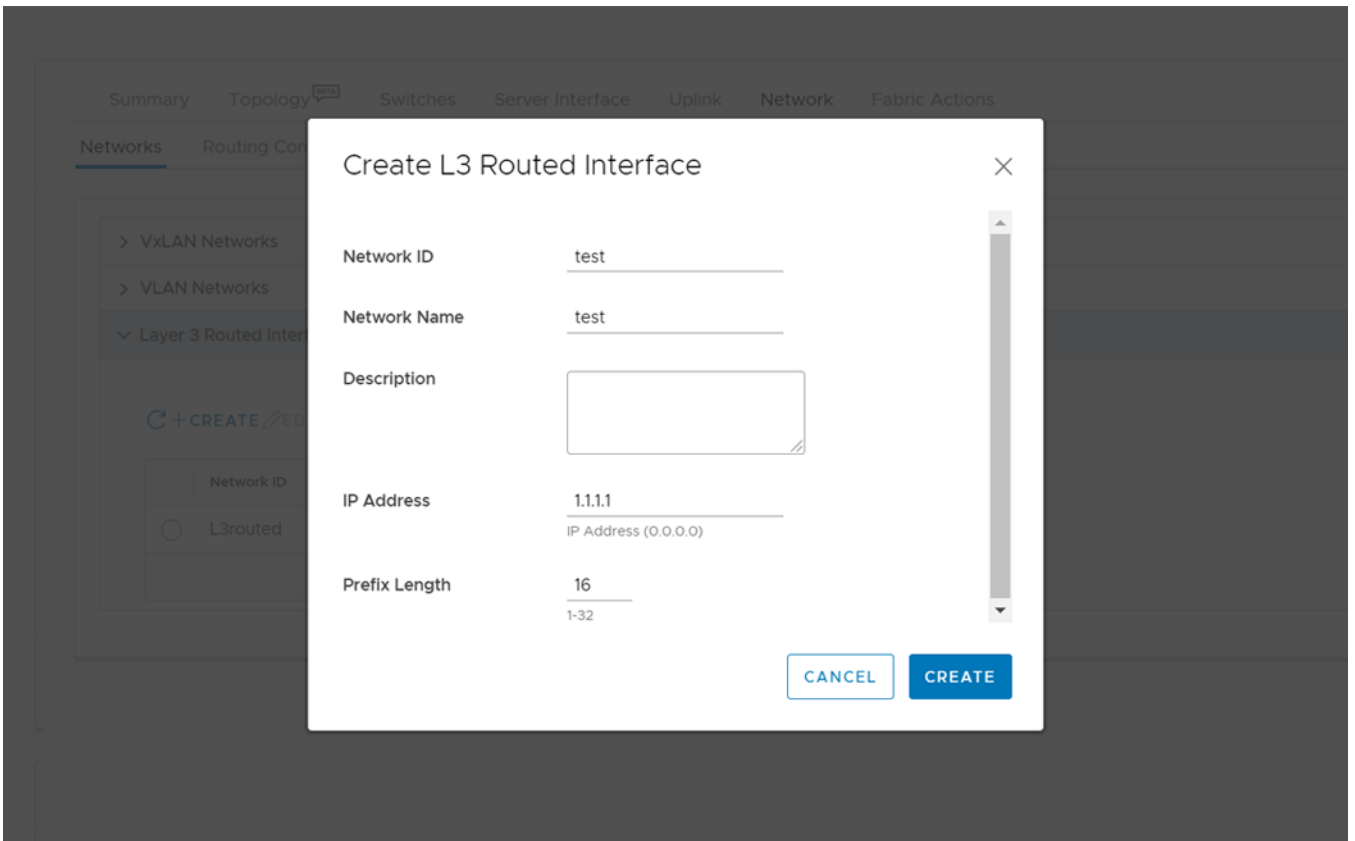 Summary Topology BETA Switches Server Interface Uplink Network Fabric Actions
Networks Routing Con
Create L3 Routed Interface
VxLAN Networks
VLAN Networks
Layer 3 Routed Inter
CREATE ED
Network ID
L3routed
Network ID test
Network Name test
Description
IP Address 1.1.1.1
IP Address (0.0.0.0)
Prefix Length 16
1-32
CANCEL CREATE